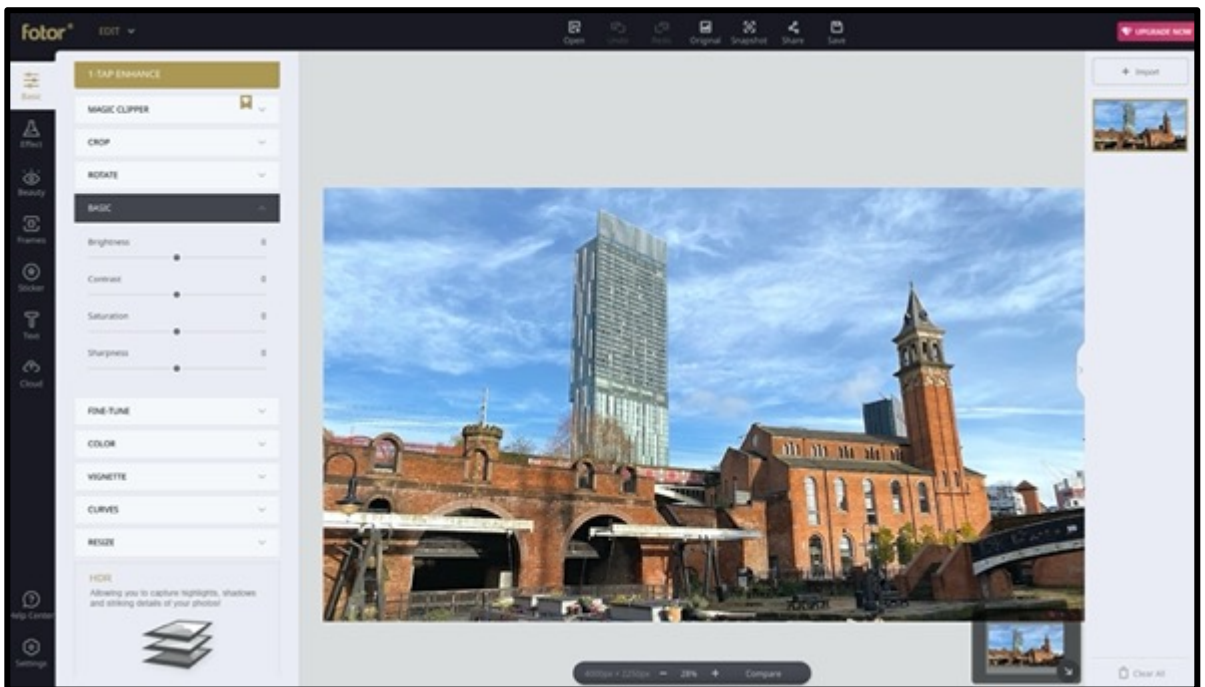 fotor
EDIT
Open
Undo
Redo
Original
Snapshot
Share
Save
UPGRADE NOW
Basic
Effect
Beauty
Frames
Sticker
Text
Cloud
Help Center
Settings
1-TAP ENHANCE
MAGIC CLIPPER
CROP
ROTATE
BASIC
Brightness 0
Contrast 0
Saturation 0
Sharpness 0
FINE-TUNE
COLOR
VIGNETTE
CURVES
RESIZE
HDR
Allowing you to capture highlights, shadows
and striking details of your photos!
4000px × 2250px − 28% + Compare
+ Import
Clear All